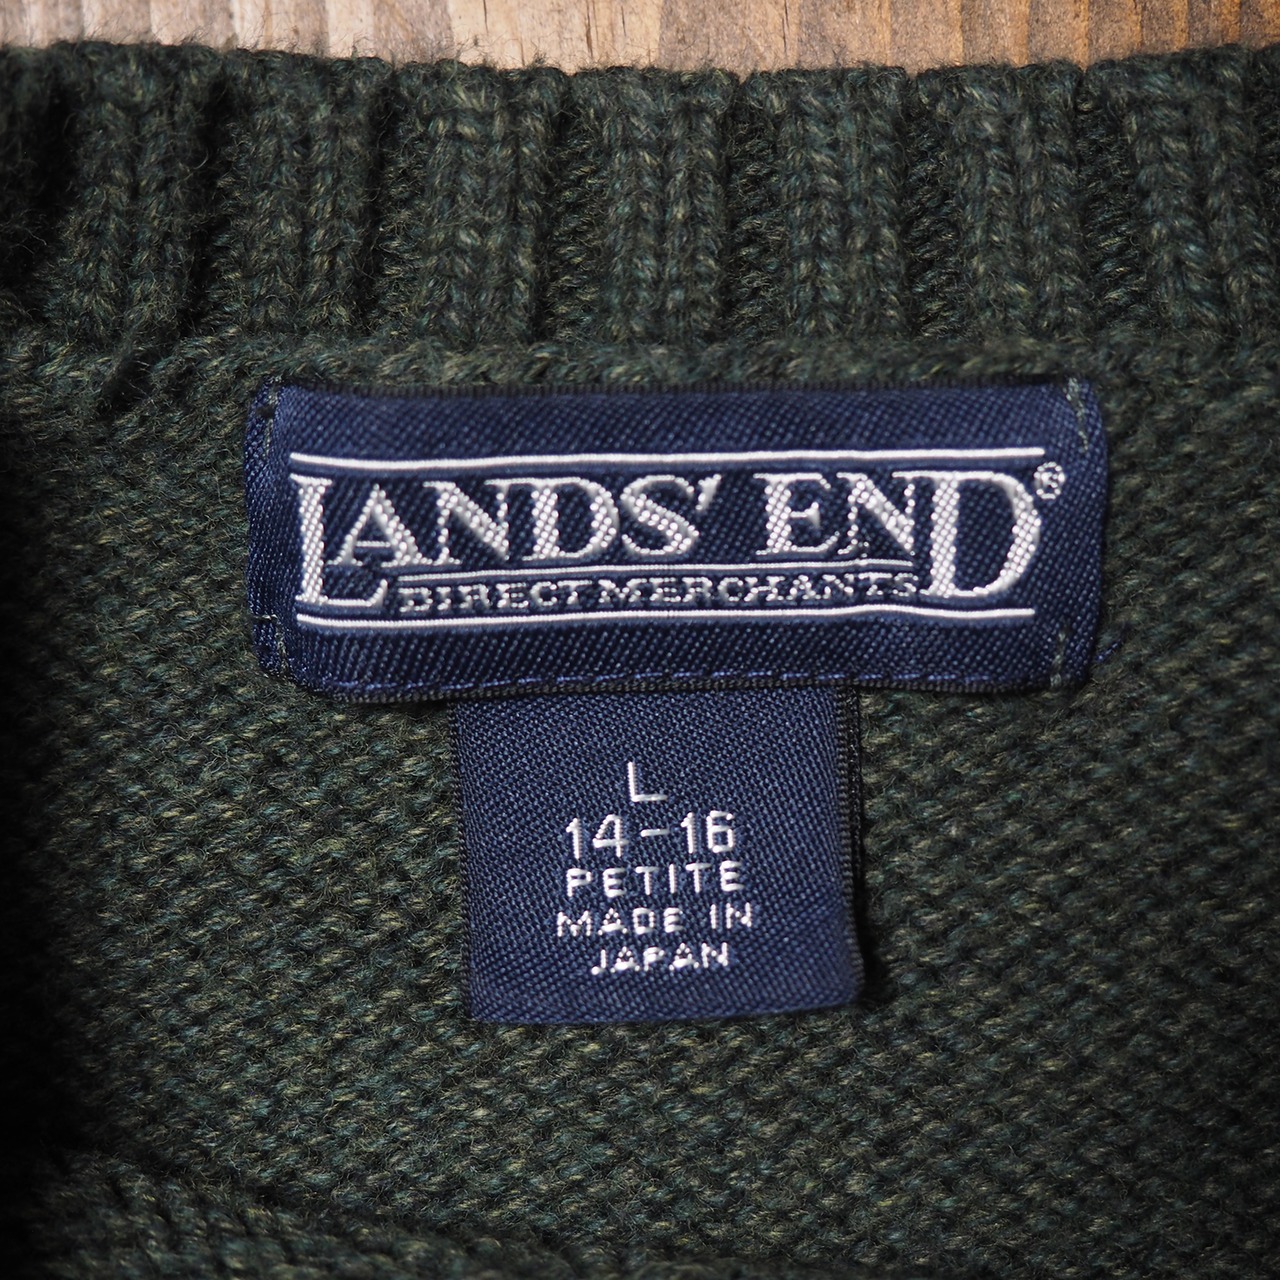 LANDS' END®
DIRECT MERCHANTS
L
14-16
PETITE
MADE IN
JAPAN